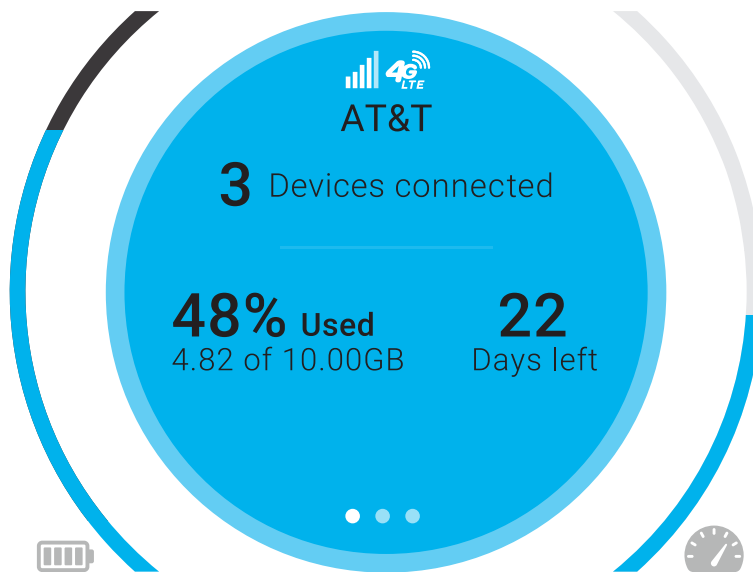 4G
LTE
AT&T
3 Devices connected
48% Used
4.82 of 10.00GB
22
Days left